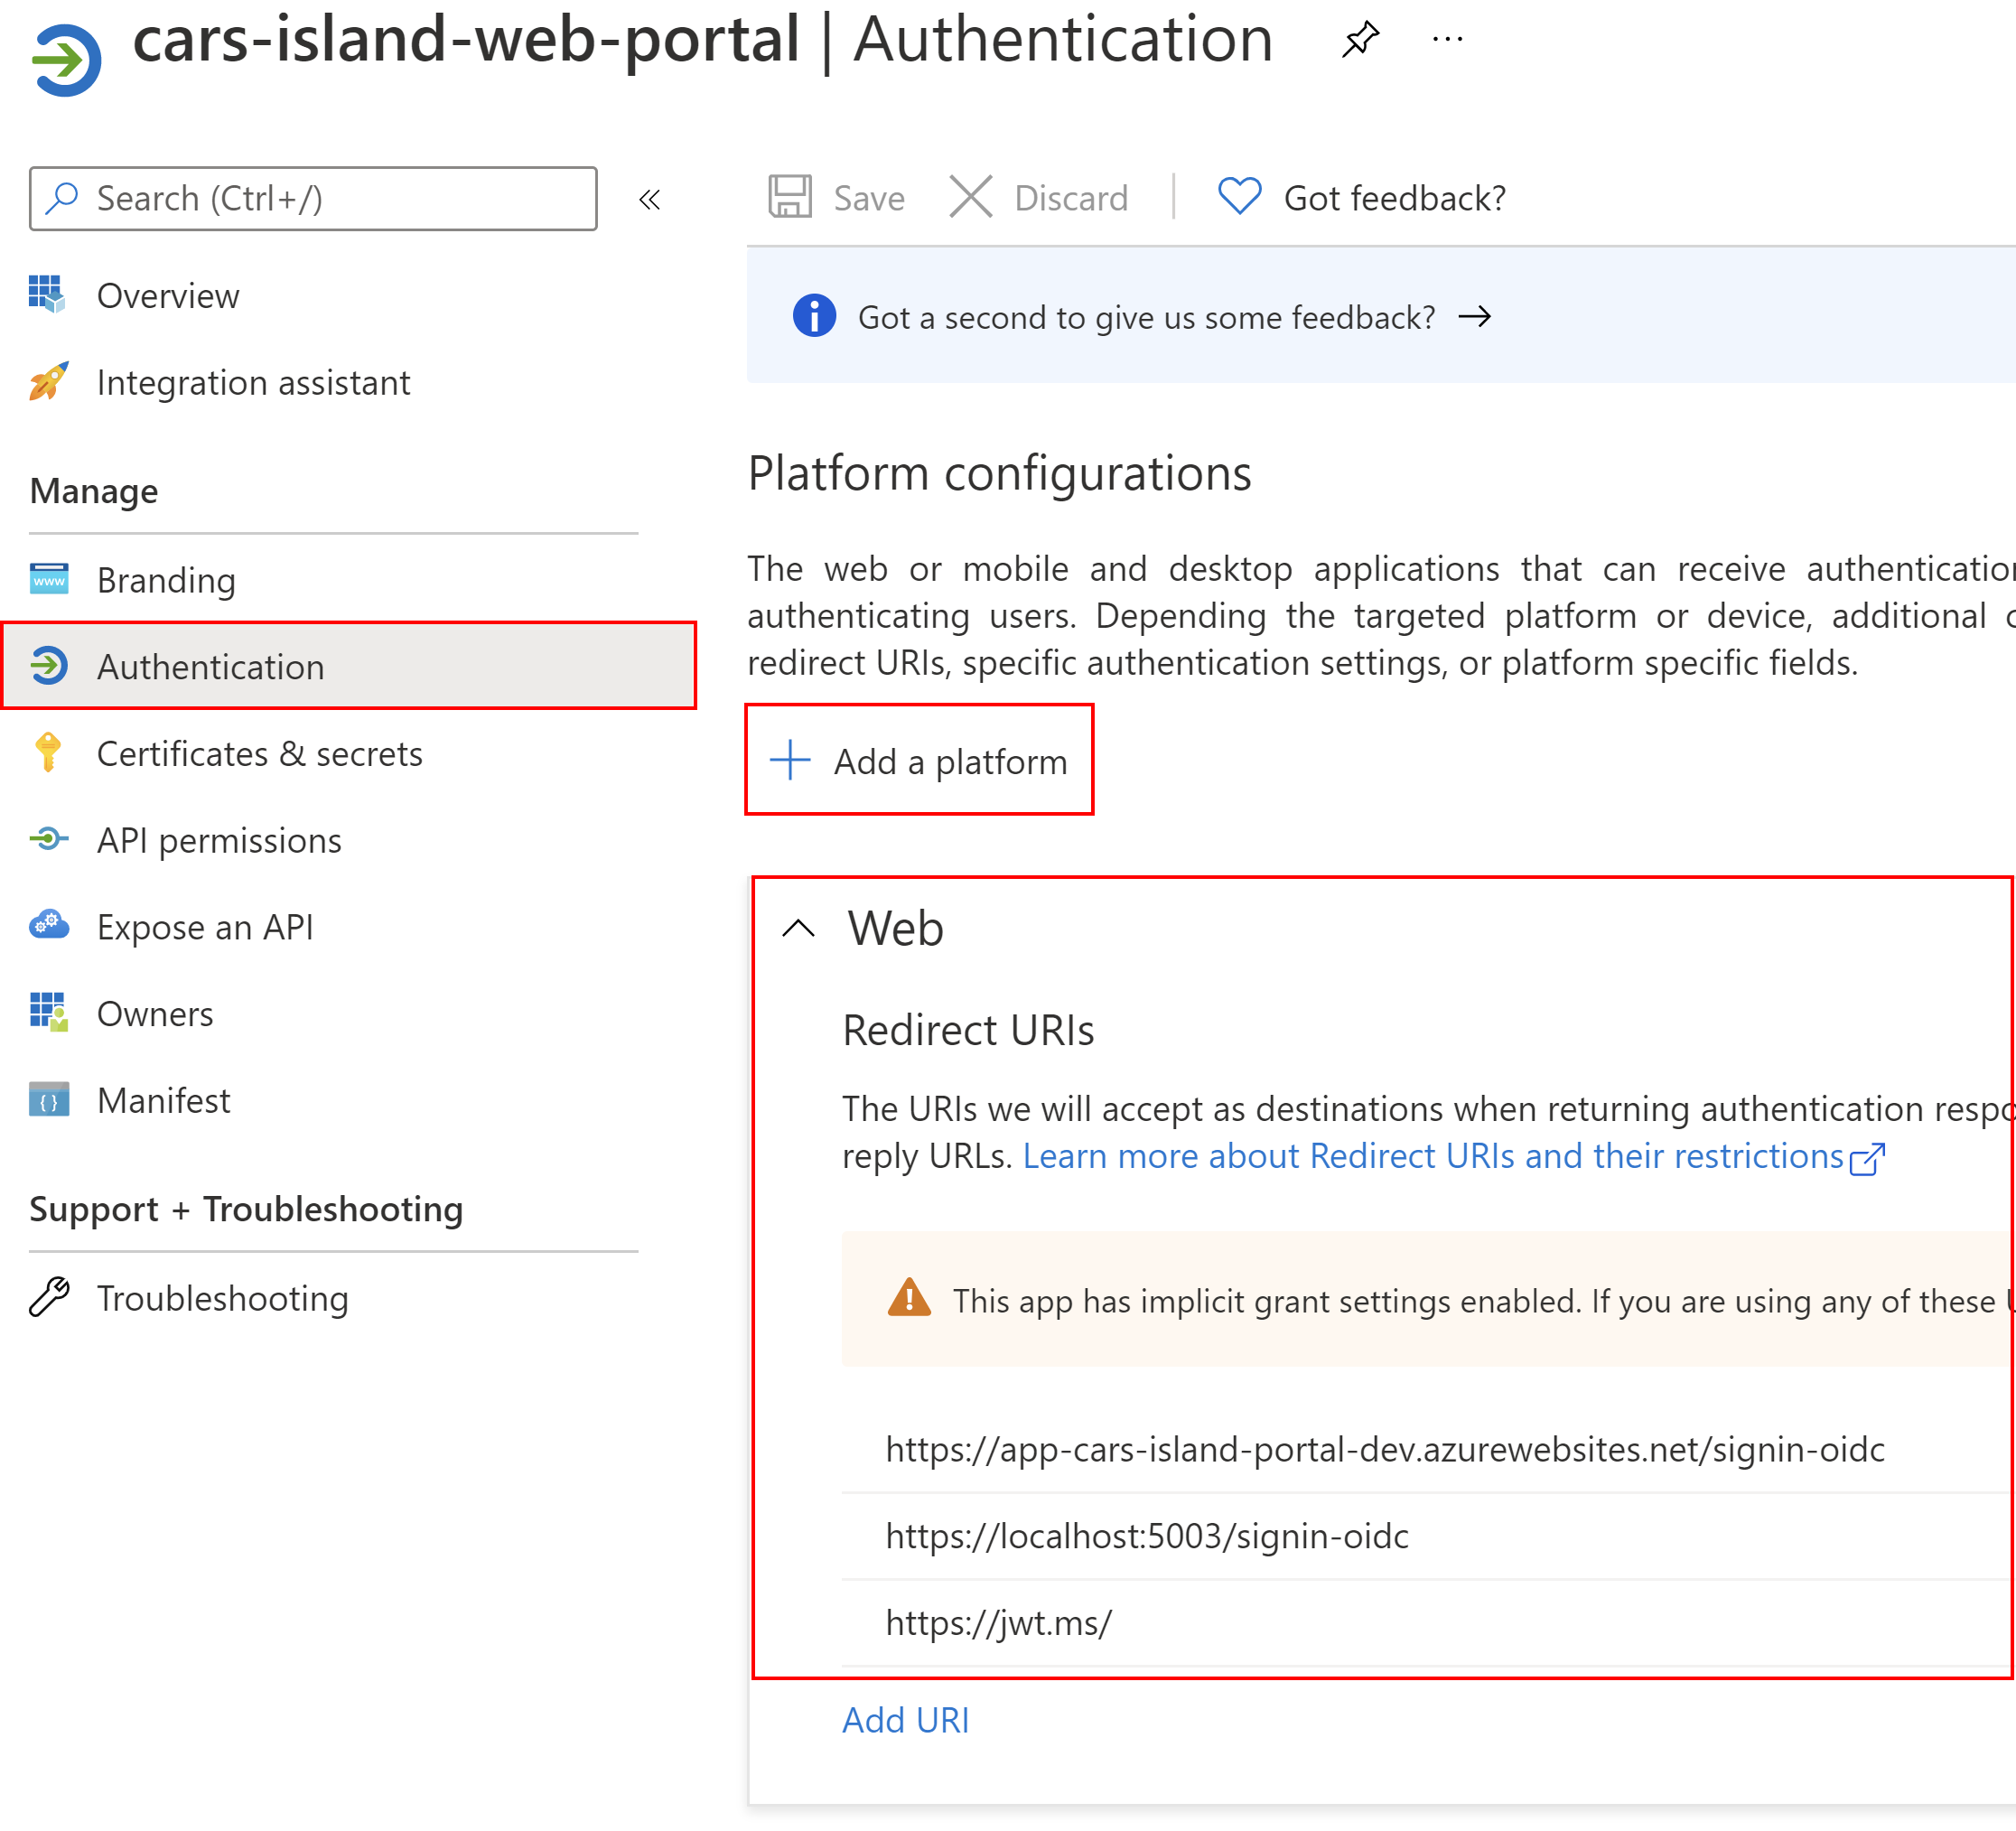 cars-island-web-portal | Authentication
Search (Ctrl+/)
Overview
Integration assistant
Manage
Branding
Authentication
Certificates & secrets
API permissions
Expose an API
Owners
Manifest
Support + Troubleshooting
Troubleshooting
Save
Discard
Got feedback?
Got a second to give us some feedback?
Platform configurations
The web or mobile and desktop applications that can receive authentication
authenticating users. Depending the targeted platform or device, additional
redirect URIs, specific authentication settings, or platform specific fields.
Add a platform
Web
Redirect URIs
The URIs we will accept as destinations when returning authentication
reply URLs. Learn more about Redirect URIs and their restrictions
This app has implicit grant settings enabled. If you are using any of these
https://app-cars-island-portal-dev.azurewebsites.net/signin-oidc
https://localhost:5003/signin-oidc
https://jwt.ms/
Add URI